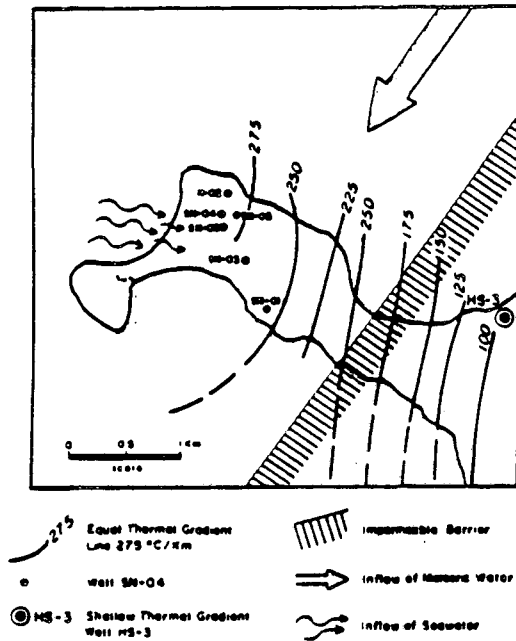 275
250
225
250
175
150
125
HS-3
100
SN-04
SN-03
SN-01
0 0.5 1 Km
275
Equal Thermal Gradient
Line 275 °C/Km
Well SN-04
HS-3 Shallow Thermal Gradient
Well HS-3
Impermeable Barrier
Inflow of Meteoric Water
Inflow of Seawater